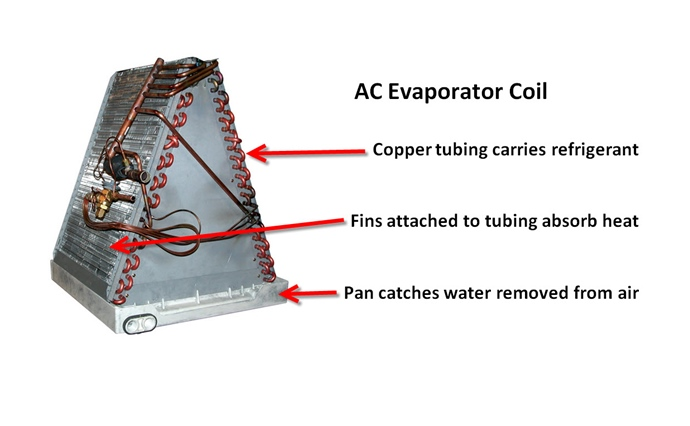 AC Evaporator Coil
Copper tubing carries refrigerant
Fins attached to tubing absorb heat
Pan catches water removed from air